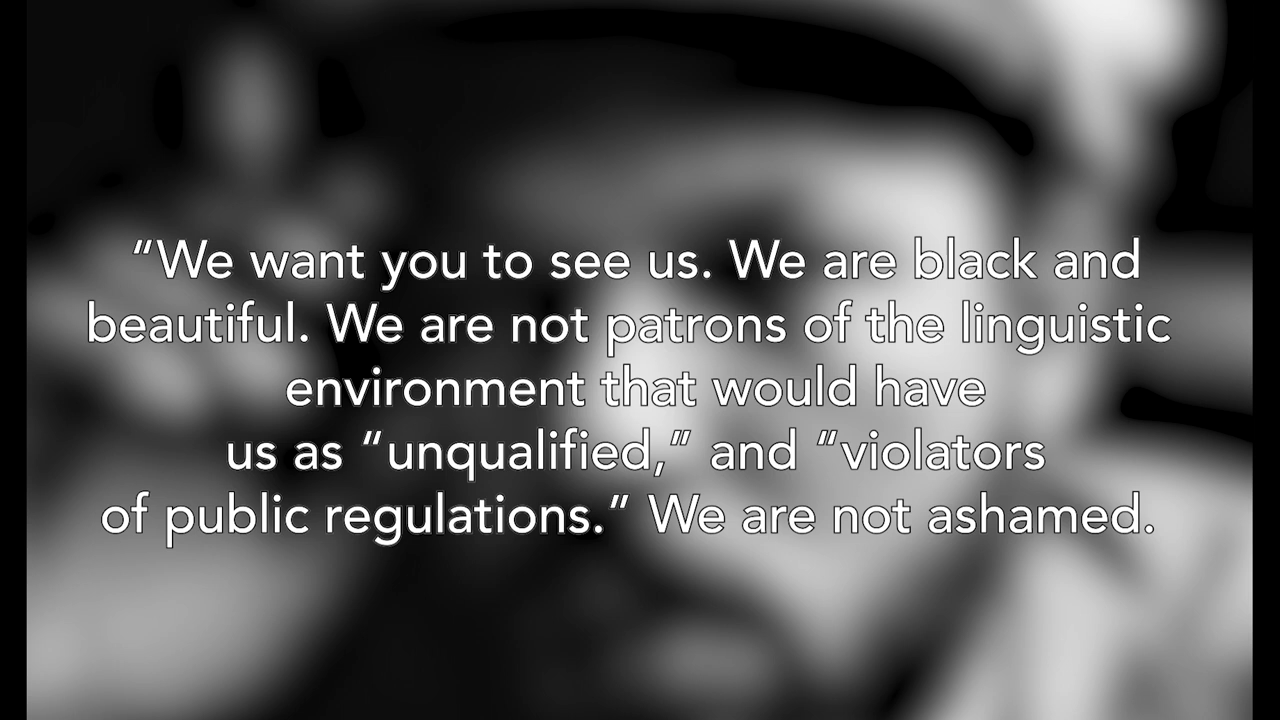 “We want you to see us. We are black and
beautiful. We are not patrons of the linguistic
environment that would have
us as “unqualified,” and “violators
of public regulations.” We are not ashamed.